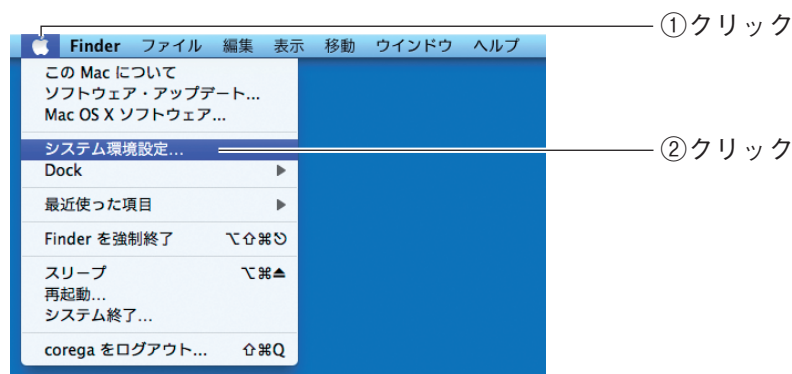 ①クリック
Finder ファイル 編集 表示 移動 ウインドウ ヘルプ
この Mac について
ソフトウェア・アップデート...
Mac OS X ソフトウェア...
システム環境設定...
②クリック
Dock ▶
最近使った項目 ▶
Finder を強制終了 ⌥⇧⌘⎋
スリープ ⌥⌘⏏
再起動...
システム終了...
corega をログアウト... ⇧⌘Q